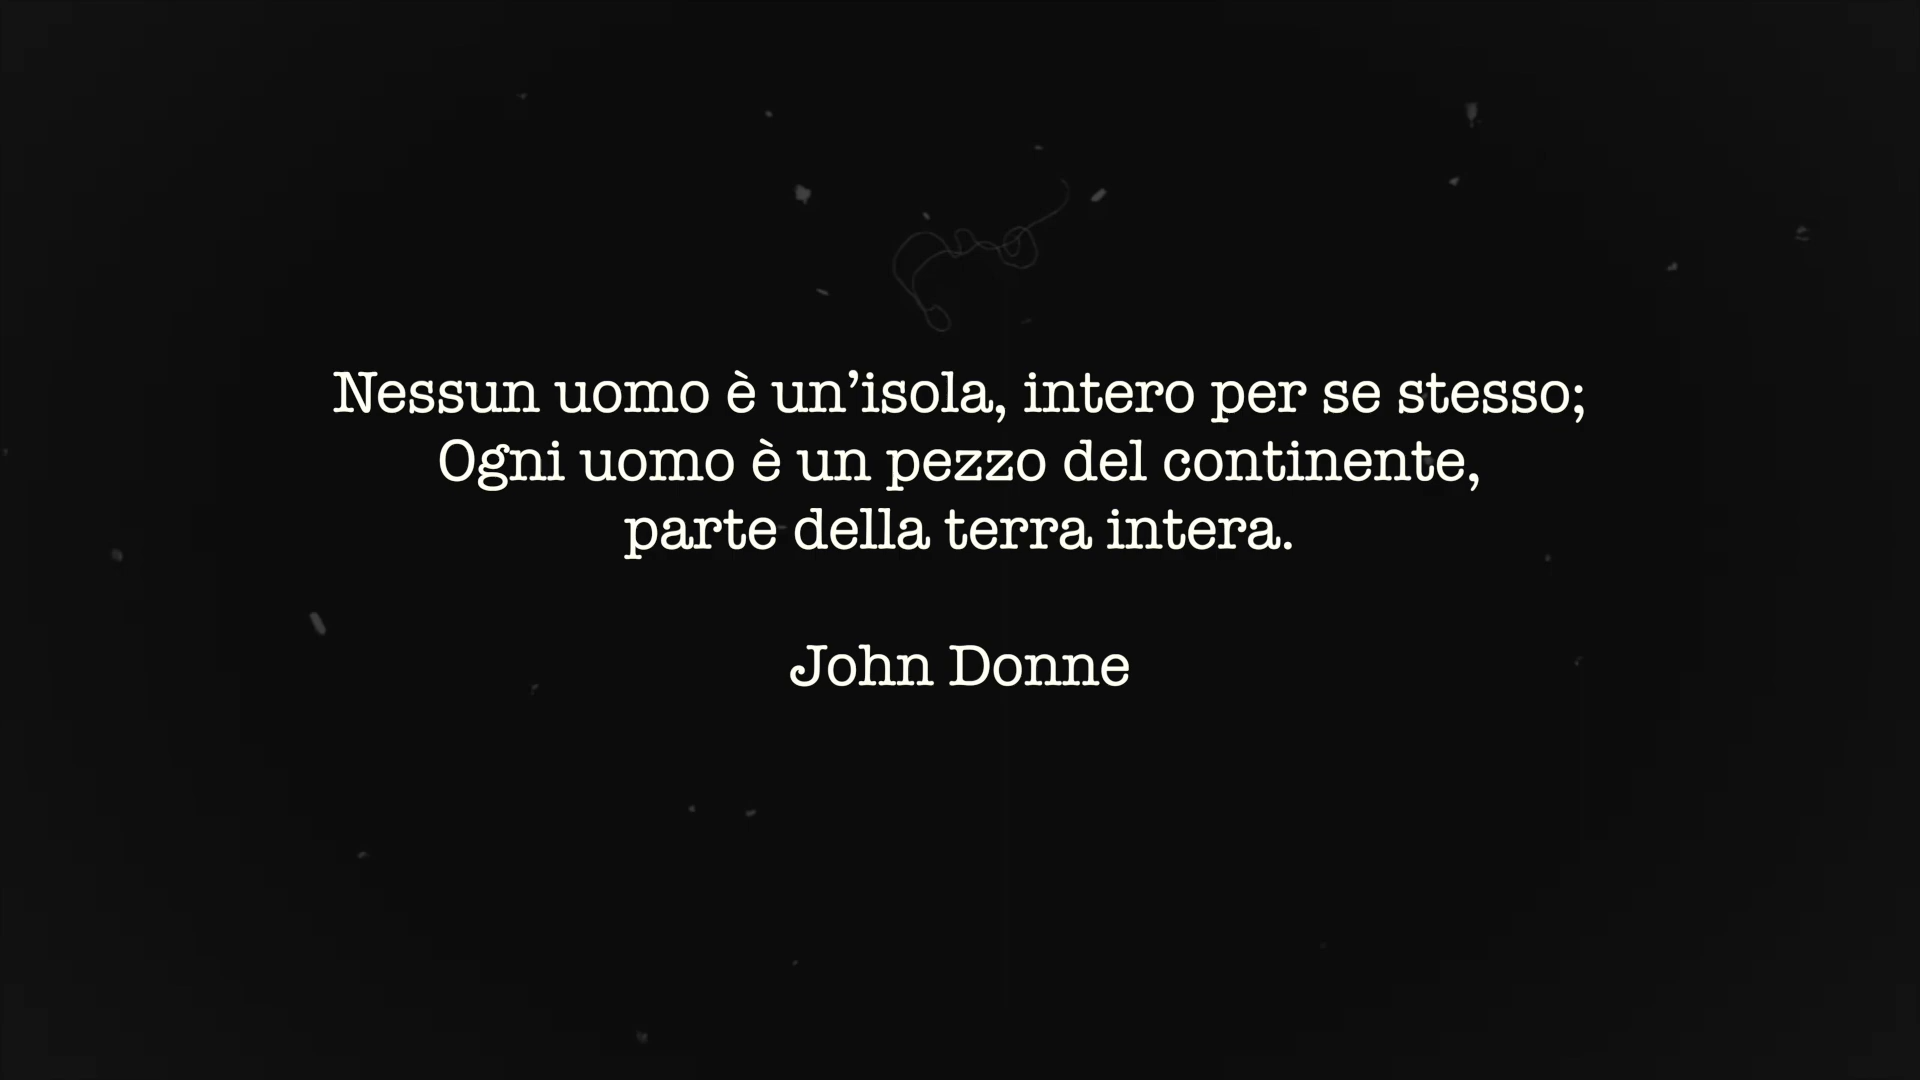 Nessun uomo è un’isola, intero per se stesso;
Ogni uomo è un pezzo del continente,
parte della terra intera.
John Donne